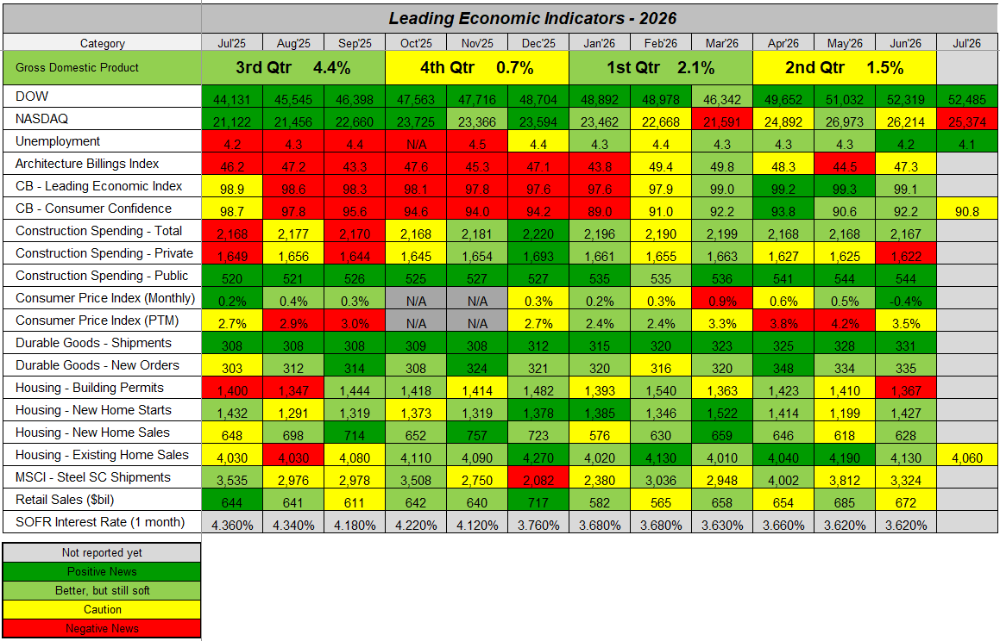 Leading Economic Indicators - 2026
Category Jul'25 Aug'25 Sep'25 Oct'25 Nov'25 Dec'25 Jan'26 Feb'26 Mar'26 Apr'26 May'26 Jun'26 Jul'26
Gross Domestic Product 3rd Qtr 4.4% 4th Qtr 0.7% 1st Qtr 2.1% 2nd Qtr 1.5%
DOW 44,131 45,545 46,398 47,563 47,716 48,704 48,892 48,978 46,342 49,652 51,032 52,319 52,485
NASDAQ 21,122 21,456 22,660 23,725 23,366 23,594 23,462 22,668 21,591 24,892 26,973 26,214 25,374
Unemployment 4.2 4.3 4.4 N/A 4.5 4.4 4.3 4.4 4.3 4.3 4.3 4.2 4.1
Architecture Billings Index 46.2 47.2 43.3 47.6 45.3 47.1 43.8 49.4 49.8 48.3 44.5 47.3
CB - Leading Economic Index 98.9 98.6 98.3 98.1 97.8 97.6 97.6 97.9 99.0 99.2 99.3 99.1
CB - Consumer Confidence 98.7 97.8 95.6 94.6 94.0 94.2 89.0 91.0 92.2 93.8 90.6 92.2 90.8
Construction Spending - Total 2,168 2,177 2,170 2,168 2,181 2,220 2,196 2,190 2,199 2,168 2,168 2,167
Construction Spending - Private 1,649 1,656 1,644 1,645 1,654 1,693 1,661 1,655 1,663 1,627 1,625 1,622
Construction Spending - Public 520 521 526 525 527 527 535 535 536 541 544 544
Consumer Price Index (Monthly) 0.2% 0.4% 0.3% N/A N/A 0.3% 0.2% 0.3% 0.9% 0.6% 0.5% -0.4%
Consumer Price Index (PTM) 2.7% 2.9% 3.0% N/A N/A 2.7% 2.4% 2.4% 3.3% 3.8% 4.2% 3.5%
Durable Goods - Shipments 308 308 308 309 308 312 315 320 323 325 328 331
Durable Goods - New Orders 303 312 314 308 324 321 320 316 320 348 334 335
Housing - Building Permits 1,400 1,347 1,444 1,418 1,414 1,482 1,393 1,540 1,363 1,423 1,410 1,367
Housing - New Home Starts 1,432 1,291 1,319 1,373 1,319 1,378 1,385 1,346 1,522 1,414 1,199 1,427
Housing - New Home Sales 648 698 714 652 757 723 576 630 659 646 618 628
Housing - Existing Home Sales 4,030 4,030 4,080 4,110 4,090 4,270 4,020 4,130 4,010 4,040 4,190 4,130 4,060
MSCI - Steel SC Shipments 3,535 2,976 2,978 3,508 2,750 2,082 2,380 3,036 2,948 4,002 3,812 3,324
Retail Sales ($bil) 644 641 611 642 640 717 582 565 658 654 685 672
SOFR Interest Rate (1 month) 4.360% 4.340% 4.180% 4.220% 4.120% 3.760% 3.680% 3.680% 3.630% 3.660% 3.620% 3.620%
Not reported yet
Positive News
Better, but still soft
Caution
Negative News